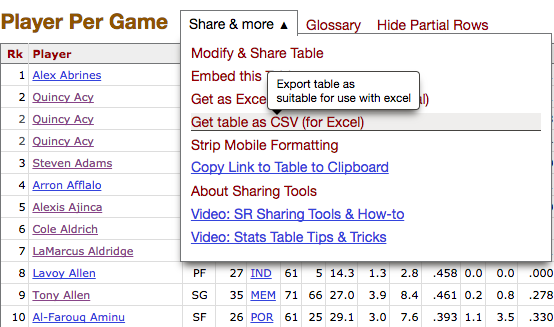 Player Per Game Share & more ▲ Glossary Hide Partial Rows
Rk Player
1 Alex Abrines
2 Quincy Acy
2 Quincy Acy
2 Quincy Acy
3 Steven Adams
4 Arron Afflalo
5 Alexis Ajinca
6 Cole Aldrich
7 LaMarcus Aldridge
Modify & Share Table
Embed this
Export table as
suitable for use with excel
Get as Exce
Get table as CSV (for Excel)
Strip Mobile Formatting
Copy Link to Table to Clipboard
About Sharing Tools
Video: SR Sharing Tools & How-to
Video: Stats Table Tips & Tricks
8 Lavoy Allen PF 27 IND 61 5 14.3 1.3 2.8 .458 0.0 0.0 .000
9 Tony Allen SG 35 MEM 71 66 27.0 3.9 8.4 .461 0.2 0.8 .278
10 Al-Farouq Aminu SF 26 POR 61 25 29.1 3.0 7.6 .393 1.1 3.5 .330